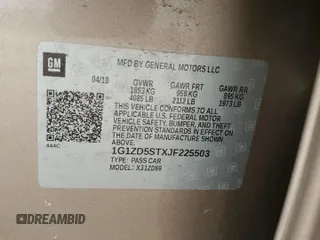 GM
MFD BY GENERAL MOTORS LLC
04/18 GVWR GAWR FRT GAWR RR
1853 KG 958 KG 895 KG
4085 LB 2112 LB 1973 LB
THIS VEHICLE CONFORMS TO ALL
APPLICABLE U.S. FEDERAL MOTOR
VEHICLE SAFETY, BUMPER, AND THEFT
PREVENTION STANDARDS IN EFFECT ON
THE DATE OF MANUFACTURE SHOWN
ABOVE.
1G1ZD5STXJF225503
TYPE: PASS CAR
MODEL: X31ZD69
© DREAMBID